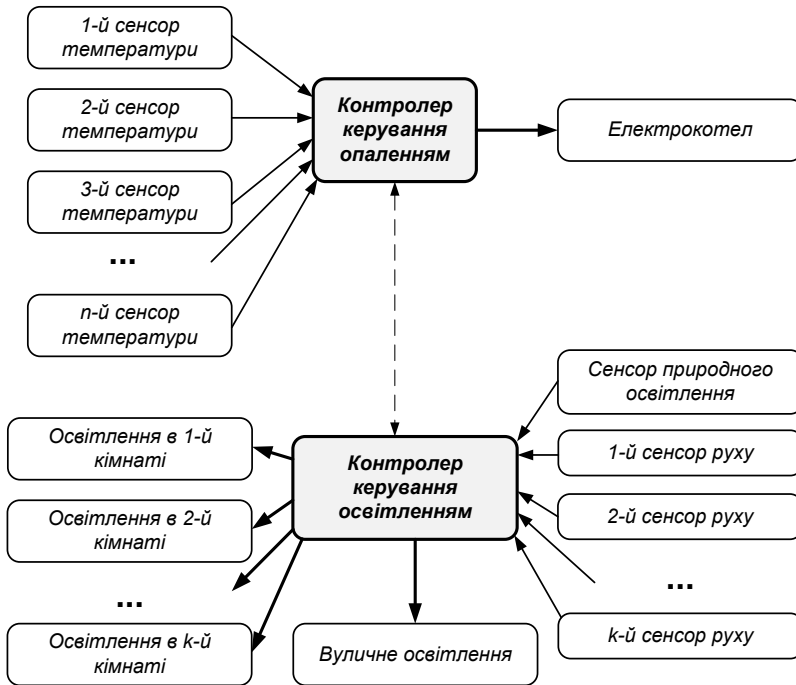 1-й сенсор
температури
2-й сенсор
температури
3-й сенсор
температури
...
n-й сенсор
температури
Контролер
керування
опаленням
Електрокотел
Освітлення в 1-й
кімнаті
Освітлення в 2-й
кімнаті
...
Освітлення в k-й
кімнаті
Контролер
керування
освітленням
Вуличне освітлення
Сенсор природного
освітлення
1-й сенсор руху
2-й сенсор руху
...
k-й сенсор руху